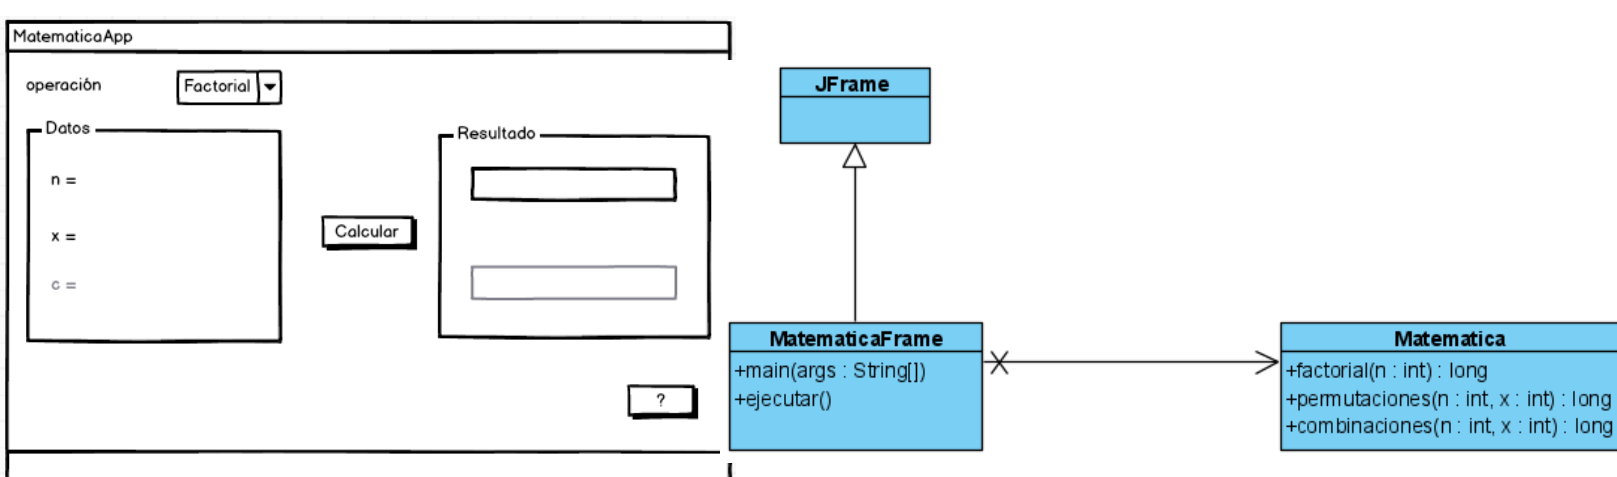 MatematicaApp
operación
Factorial
Datos
n =
x =
c =
Calcular
Resultado
?
JFrame
MatematicaFrame
+main(args : String[])
+ejecutar()
Matematica
+factorial(n : int) : long
+permutaciones(n : int, x : int) : long
+combinaciones(n : int, x : int) : long